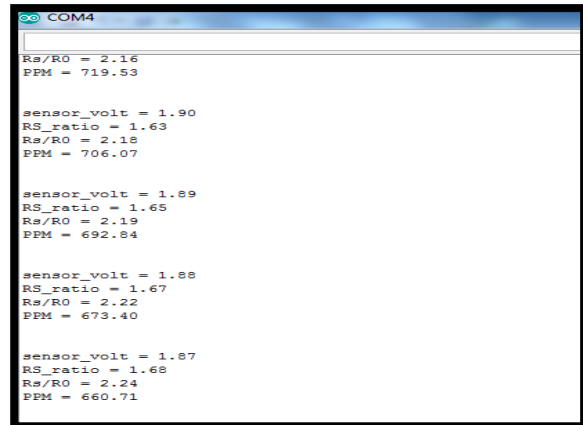 COM4
Rs/R0 = 2.16
PPM = 719.53
sensor_volt = 1.90
RS_ratio = 1.63
Rs/R0 = 2.18
PPM = 706.07
sensor_volt = 1.89
RS_ratio = 1.65
Rs/R0 = 2.19
PPM = 692.84
sensor_volt = 1.88
RS_ratio = 1.67
Rs/R0 = 2.22
PPM = 673.40
sensor_volt = 1.87
RS_ratio = 1.68
Rs/R0 = 2.24
PPM = 660.71